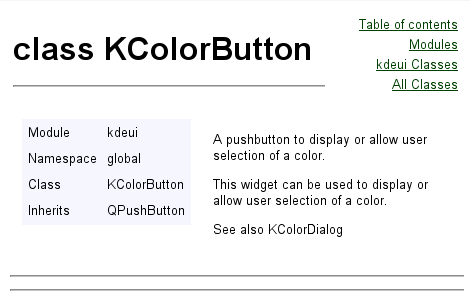 class KColorButton
Table of contents
Modules
kdeui Classes
All Classes
Module kdeui
Namespace global
Class KColorButton
Inherits QPushButton
A pushbutton to display or allow user
selection of a color.
This widget can be used to display or
allow user selection of a color.
See also KColorDialog